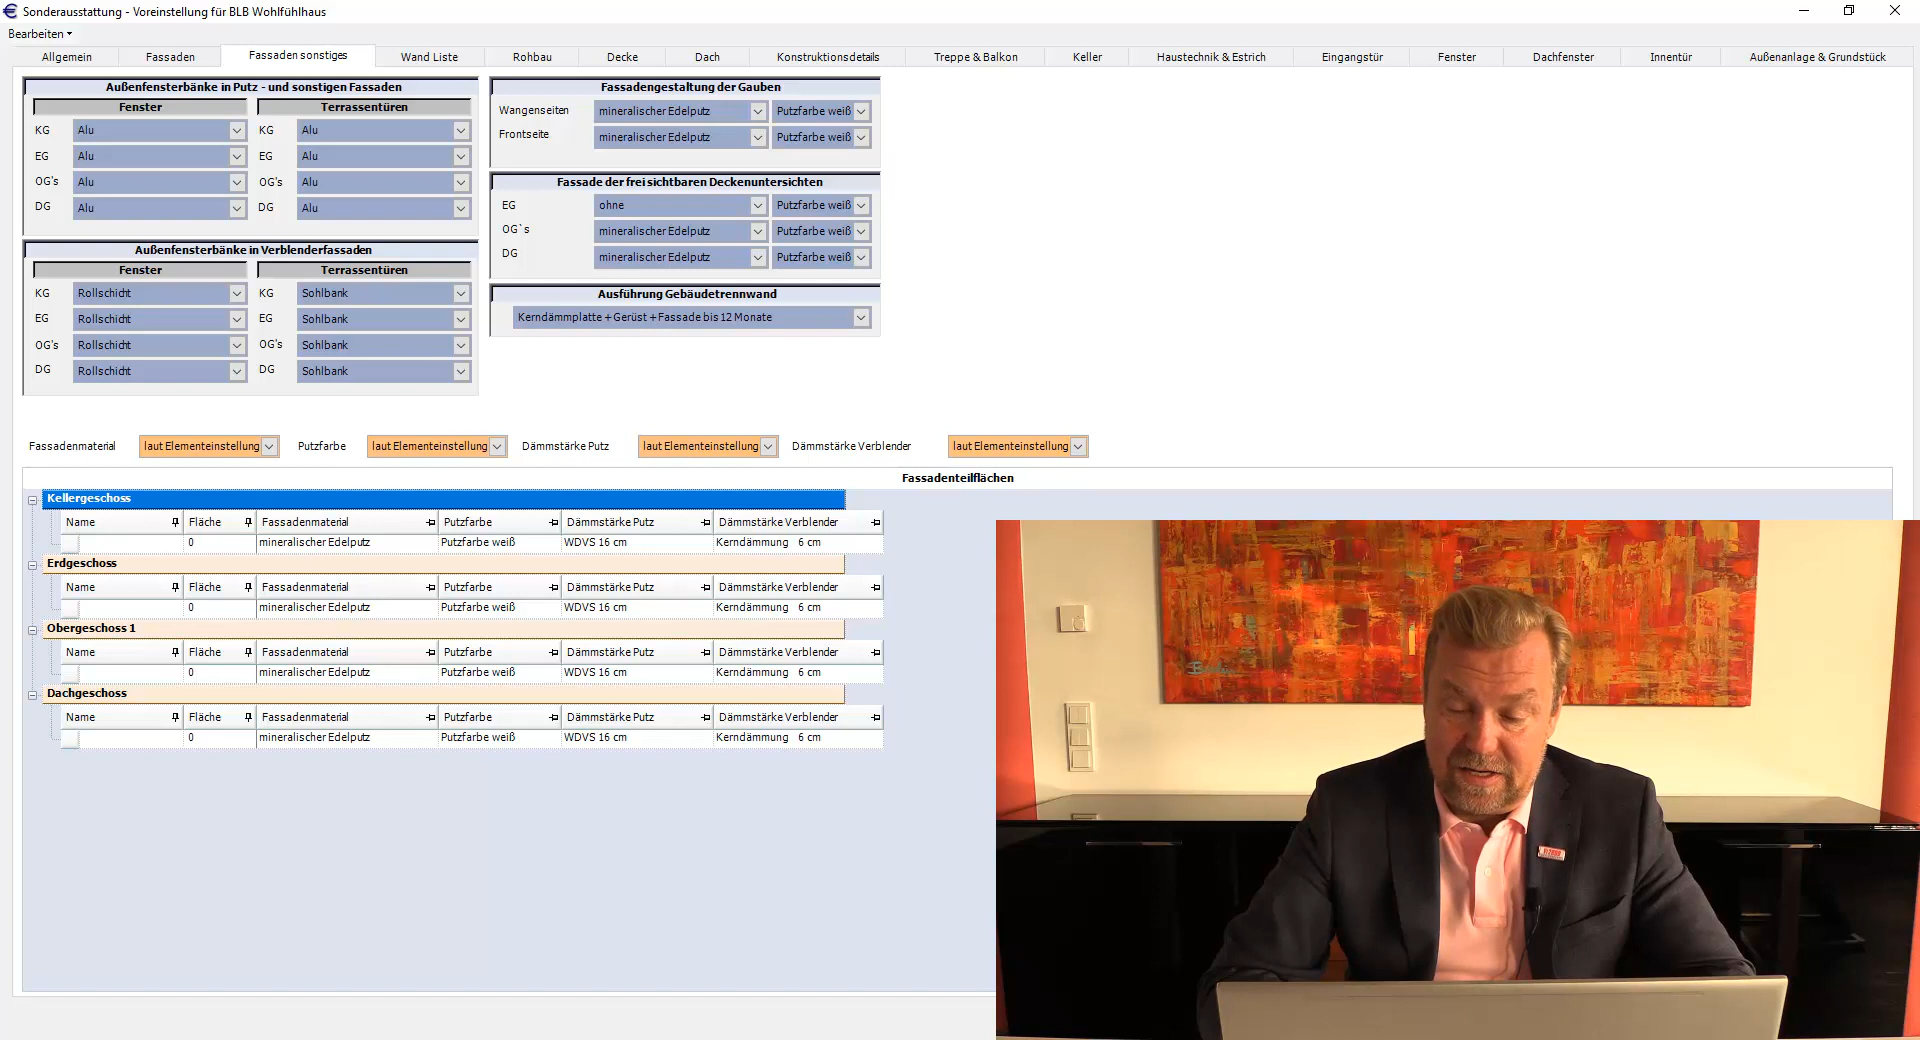 Sonderausstattung - Voreinstellung für BLB Wohlfühlhaus
Bearbeiten
Allgemein Fassaden Fassaden sonstiges Wand Liste Rohbau Decke Dach Konstruktionsdetails Treppe & Balkon Keller Haustechnik & Estrich Eingangstür Fenster Dachfenster Innentür Außenanlage & Grundstück
Außenfensterbänke in Putz - und sonstigen Fassaden
Fenster Terrassentüren
KG Alu KG Alu
EG Alu EG Alu
OG's Alu OG's Alu
DG Alu DG Alu
Außenfensterbänke in Verblenderfassaden
Fenster Terrassentüren
KG Rollschicht KG Sohlbank
EG Rollschicht EG Sohlbank
OG's Rollschicht OG's Sohlbank
DG Rollschicht DG Sohlbank
Fassadengestaltung der Gauben
Wangenseiten mineralischer Edelputz Putzfarbe weiß
Frontseite mineralischer Edelputz Putzfarbe weiß
Fassade der frei sichtbaren Deckenuntersichten
EG ohne Putzfarbe weiß
OG`s mineralischer Edelputz Putzfarbe weiß
DG mineralischer Edelputz Putzfarbe weiß
Ausführung Gebäudetrennwand
Kerndämmplatte + Gerüst + Fassade bis 12 Monate
Fassadenmaterial laut Elementeinstellung Putzfarbe laut Elementeinstellung Dämmstärke Putz laut Elementeinstellung Dämmstärke Verblender laut Elementeinstellung
Fassadenteilflächen
Kellergeschoss
Name Fläche Fassadenmaterial Putzfarbe Dämmstärke Putz Dämmstärke Verblender
0 mineralischer Edelputz Putzfarbe weiß WDVS 16 cm Kerndämmung 6 cm
Erdgeschoss
Name Fläche Fassadenmaterial Putzfarbe Dämmstärke Putz Dämmstärke Verblender
0 mineralischer Edelputz Putzfarbe weiß WDVS 16 cm Kerndämmung 6 cm
Obergeschoss 1
Name Fläche Fassadenmaterial Putzfarbe Dämmstärke Putz Dämmstärke Verblender
0 mineralischer Edelputz Putzfarbe weiß WDVS 16 cm Kerndämmung 6 cm
Dachgeschoss
Name Fläche Fassadenmaterial Putzfarbe Dämmstärke Putz Dämmstärke Verblender
0 mineralischer Edelputz Putzfarbe weiß WDVS 16 cm Kerndämmung 6 cm